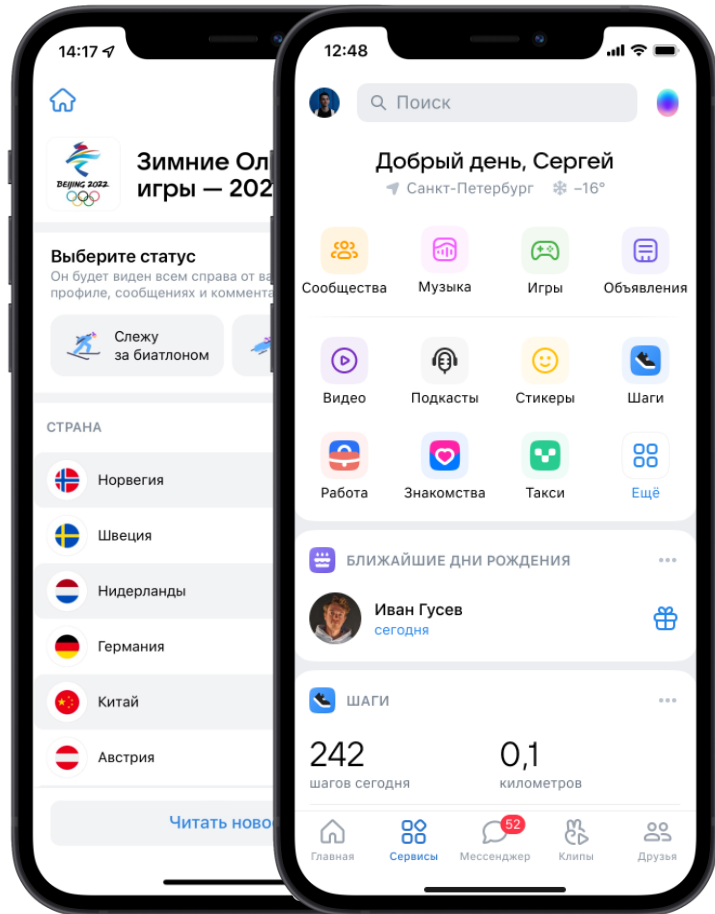 14:17
BEIJING 2022
Зимние Ол
игры — 202
Выберите статус
Он будет виден всем справа от ва
профиле, сообщениях и коммента
Слежу
за биатлоном
СТРАНА
Норвегия
Швеция
Нидерланды
Германия
Китай
Австрия
Читать ново
12:48
Поиск
Добрый день, Сергей
Санкт-Петербург –16°
Сообщества Музыка Игры Объявления
Видео Подкасты Стикеры Шаги
Работа Знакомства Такси Ещё
БЛИЖАЙШИЕ ДНИ РОЖДЕНИЯ
Иван Гусев
сегодня
ШАГИ
242 0,1
шагов сегодня километров
52
Главная Сервисы Мессенджер Клипы Друзья